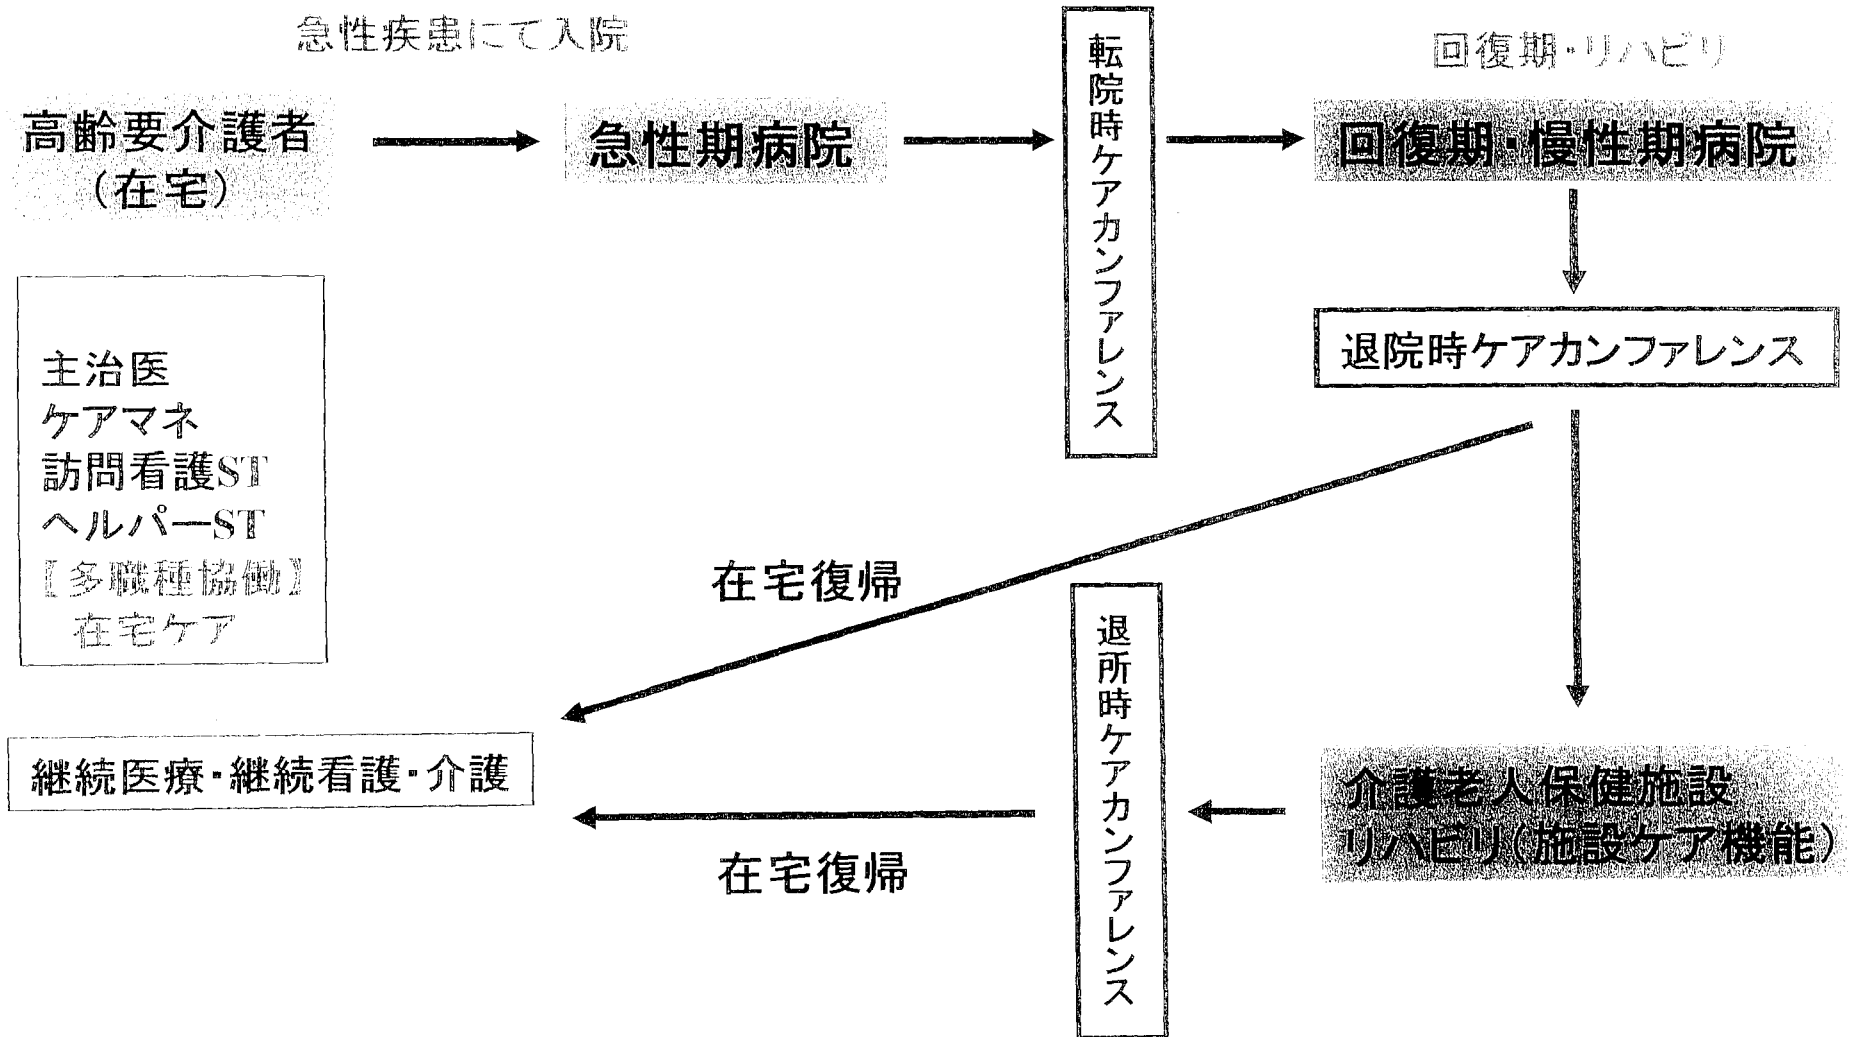 急性疾患にて入院
回復期・リハビリ
高齢要介護者
（在宅）
急性期病院
転院時ケアカンファレンス
回復期・慢性期病院
退院時ケアカンファレンス
主治医
ケアマネ
訪問看護ST
ヘルパーST
【多職種協働】
在宅ケア
在宅復帰
退所時ケアカンファレンス
継続医療・継続看護・介護
介護老人保健施設
リハビリ（施設ケア機能）
在宅復帰